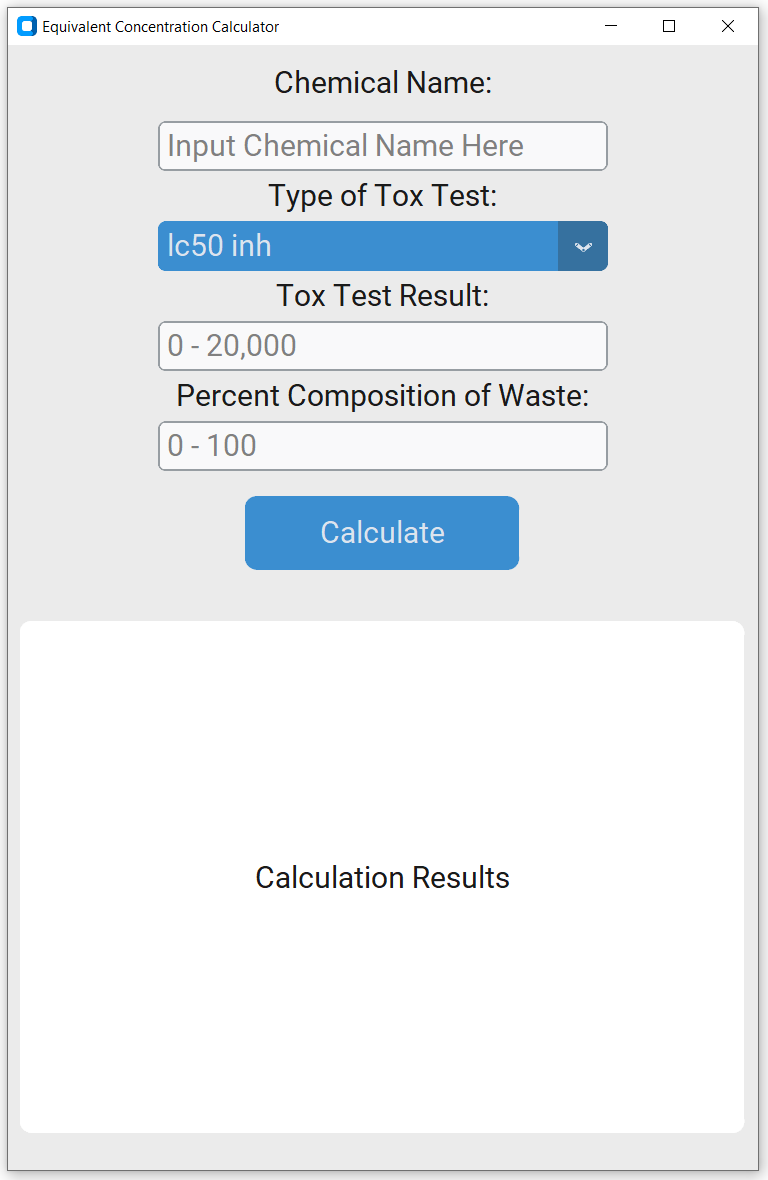 Equivalent Concentration Calculator
Chemical Name:
Input Chemical Name Here
Type of Tox Test:
lc50 inh
Tox Test Result:
0 - 20,000
Percent Composition of Waste:
0 - 100
Calculate
Calculation Results